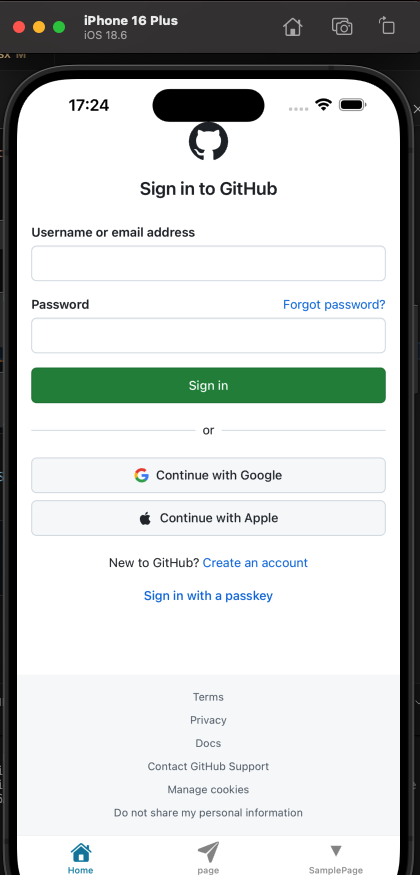 iPhone 16 Plus
iOS 18.6
17:24
Sign in to GitHub
Username or email address
Password
Forgot password?
Sign in
or
Continue with Google
Continue with Apple
New to GitHub? Create an account
Sign in with a passkey
Terms
Privacy
Docs
Contact GitHub Support
Manage cookies
Do not share my personal information
Home
page
SamplePage